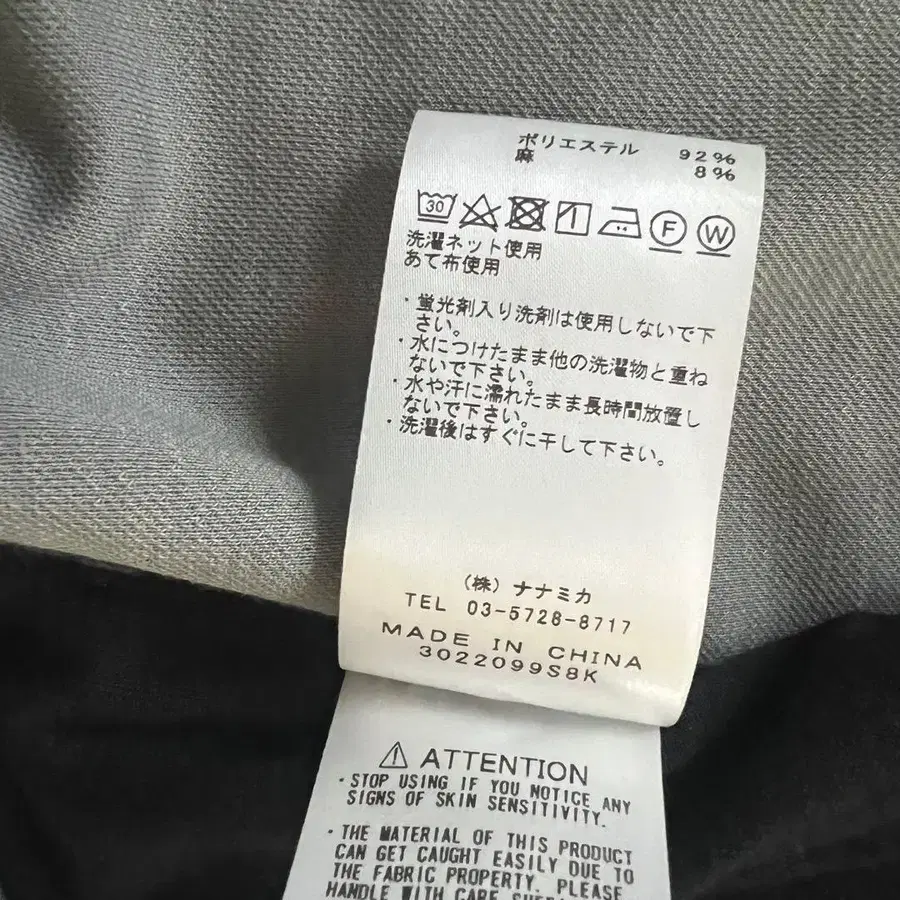 ポリエステル 92%
麻 8%
30 F W
洗濯ネット使用
あて布使用
・蛍光剤入り洗剤は使用しないで下
さい。
・水につけたまま他の洗濯物と重ね
ないで下さい。
・水や汗に濡れたまま長時間放置し
ないで下さい。
・洗濯後はすぐに干して下さい。
(株) ナナミカ
TEL 03-5728-8717
MADE IN CHINA
3022099S8K
⚠ ATTENTION
・STOP USING IF YOU NOTICE ANY
SIGNS OF SKIN SENSITIVITY.
・THE MATERIAL OF THIS PRODUCT
CAN GET CAUGHT EASILY DUE TO
THE FABRIC PROPERTY. PLEASE
HANDLE WITH CARE